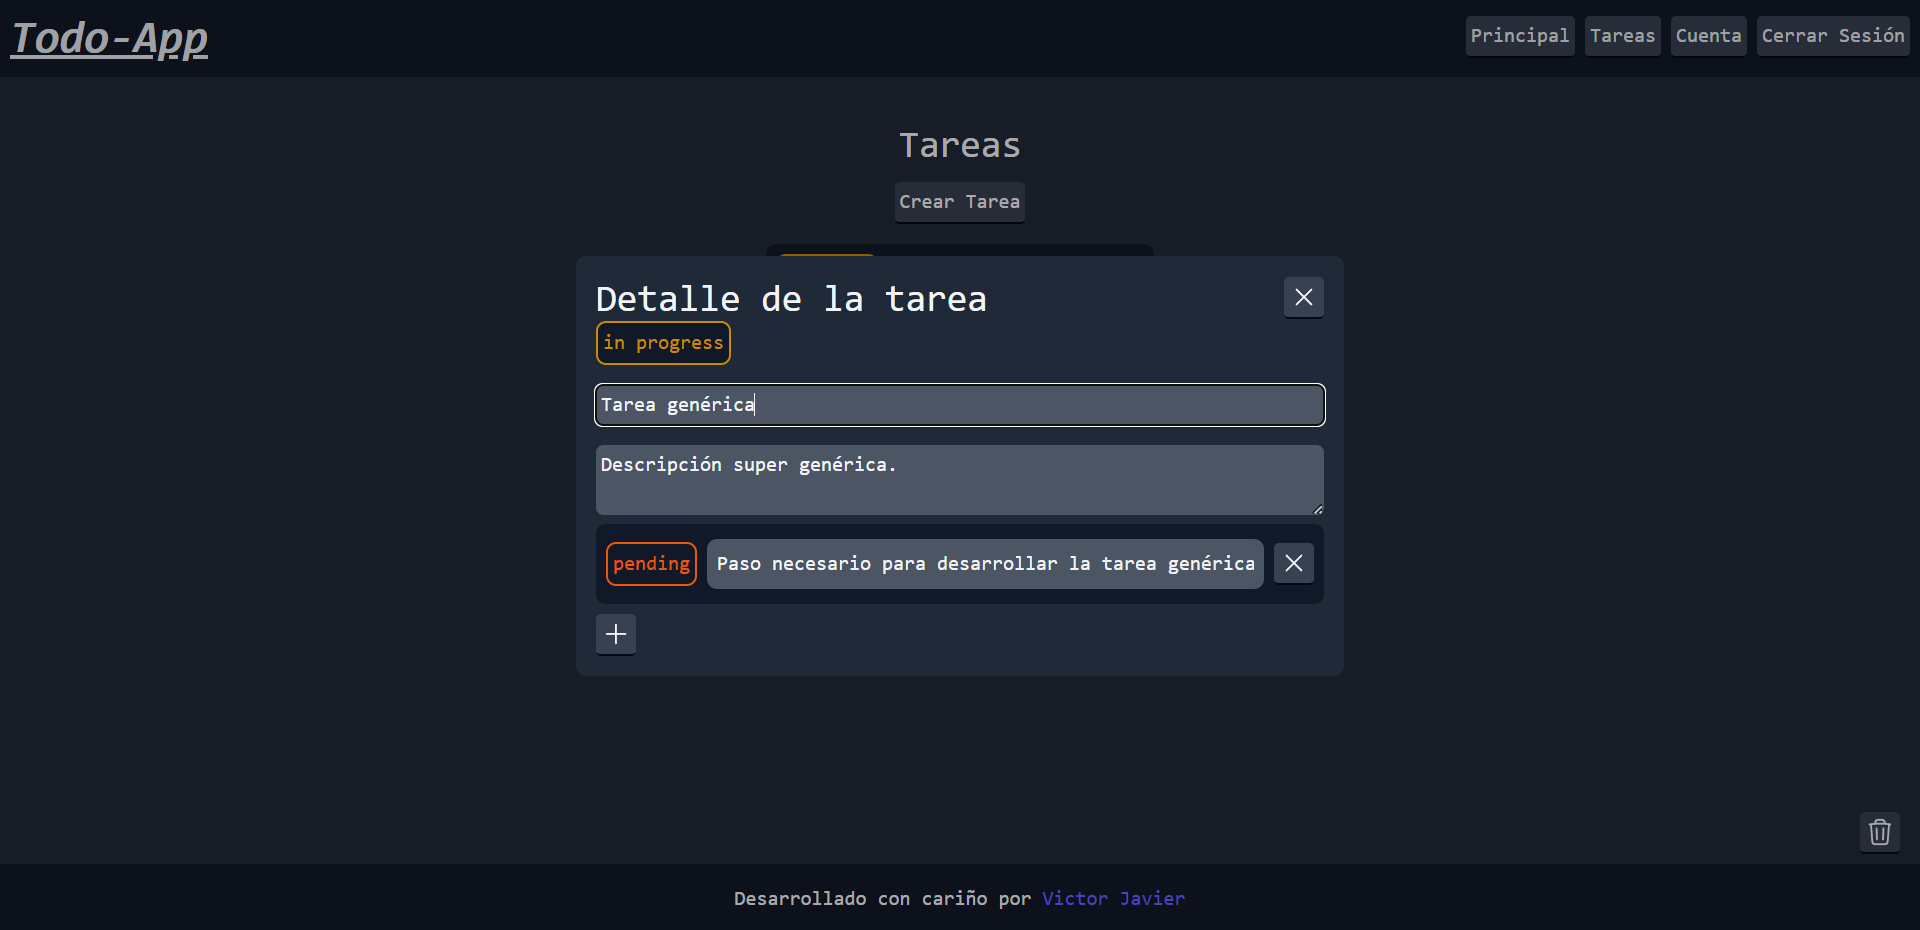 Todo-App
Principal Tareas Cuenta Cerrar Sesión
Tareas
Crear Tarea
Detalle de la tarea
in progress
Tarea genérica
Descripción super genérica.
pending Paso necesario para desarrollar la tarea genérica
Desarrollado con cariño por Victor Javier